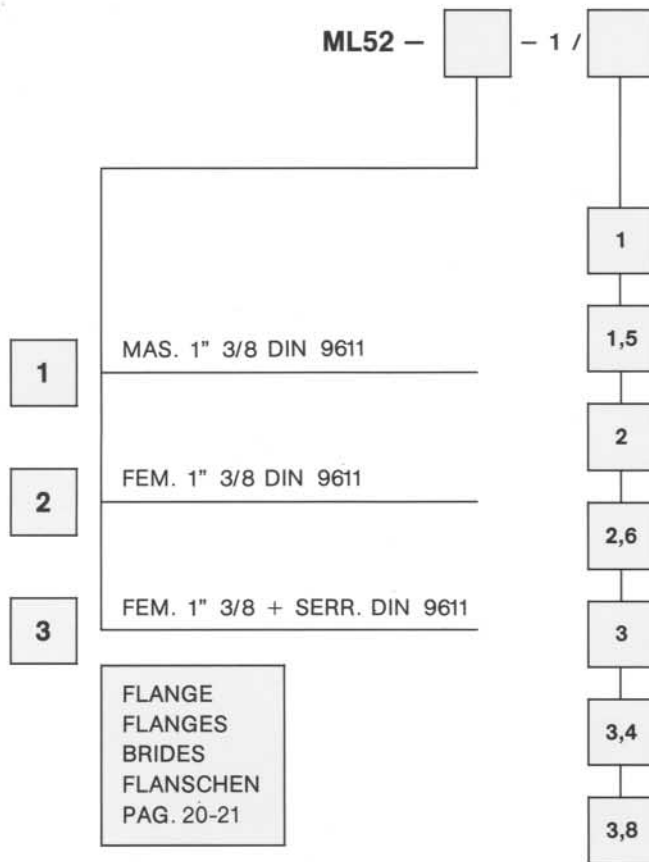 ML52 – – 1 /
1
1,5
2
2,6
3
3,4
3,8
1 MAS. 1" 3/8 DIN 9611
2 FEM. 1" 3/8 DIN 9611
3 FEM. 1" 3/8 + SERR. DIN 9611
FLANGE
FLANGES
BRIDES
FLANSCHEN
PAG. 20-21